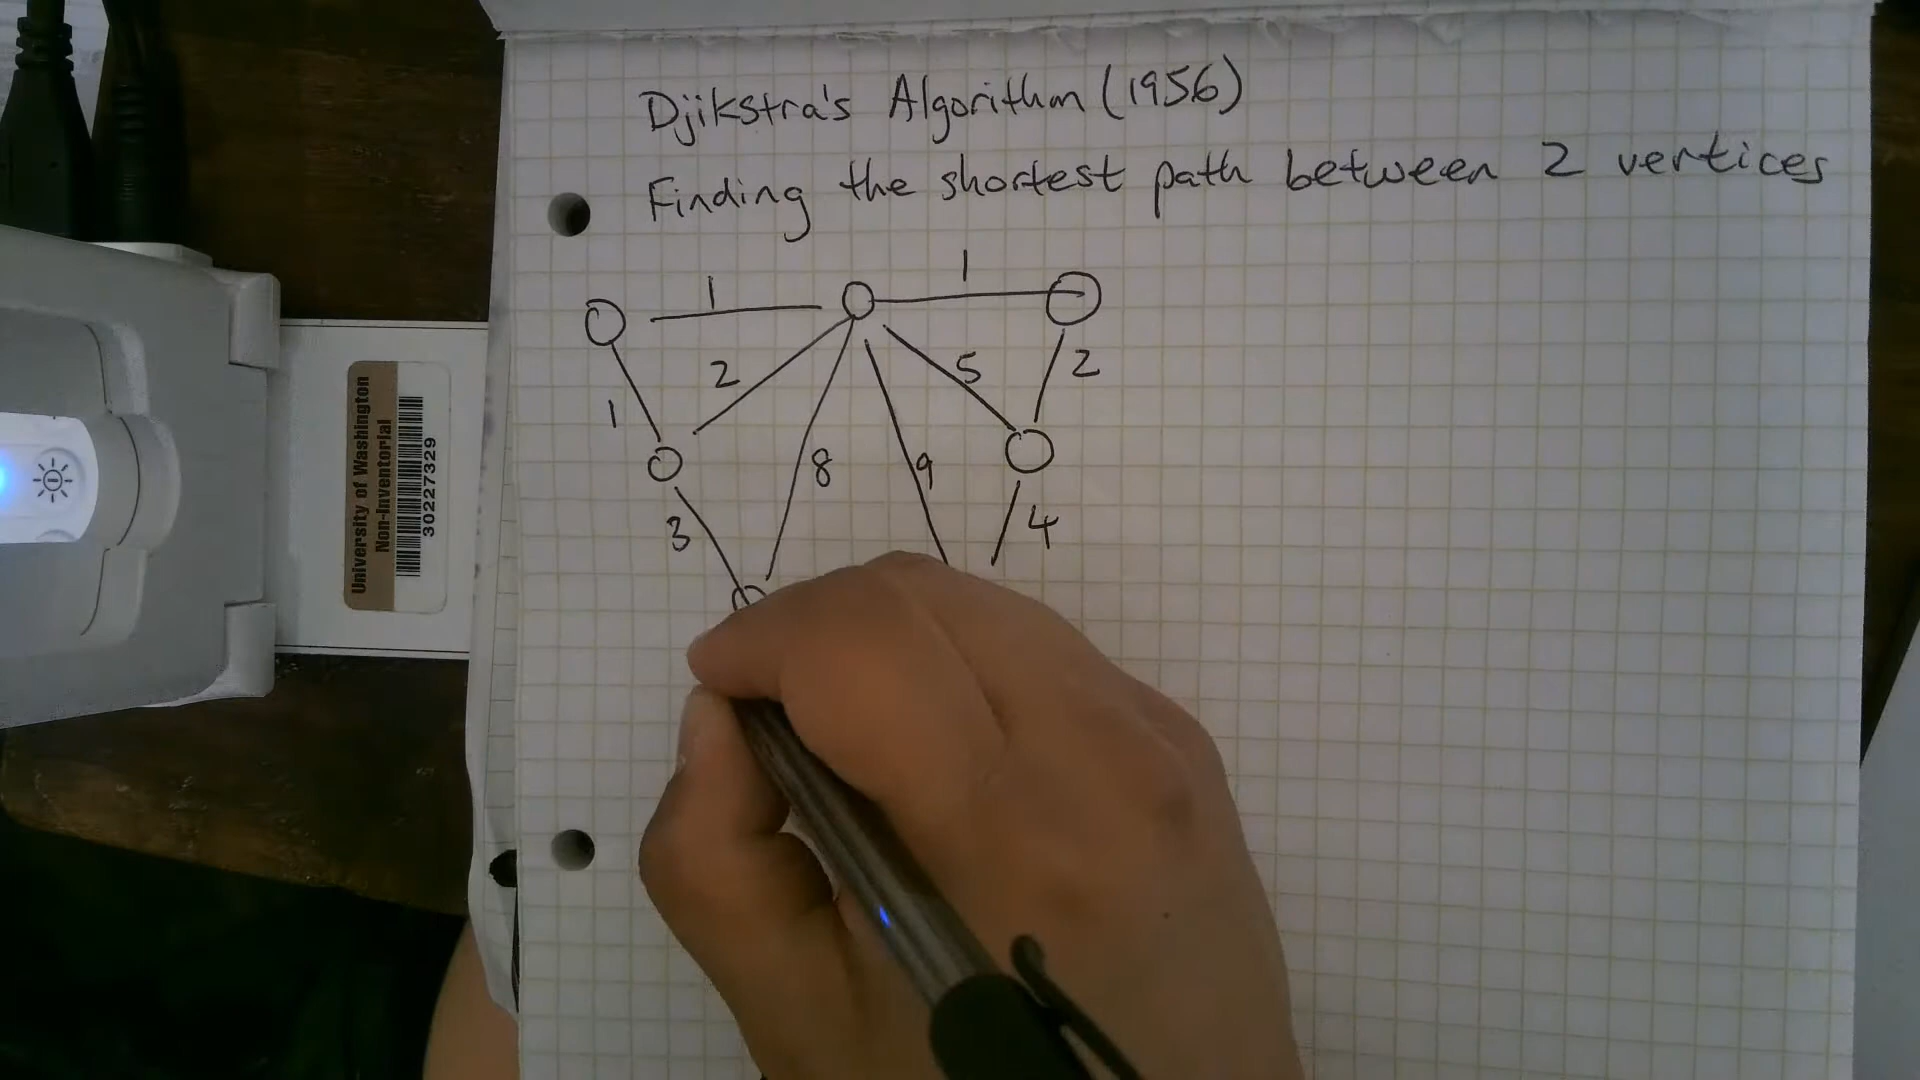 Djikstra's Algorithm (1956)
Finding the shortest path between 2 vertices
1
1
2
5
2
1
8
9
3
4
University of Washington
Non-Inventorial
30227329